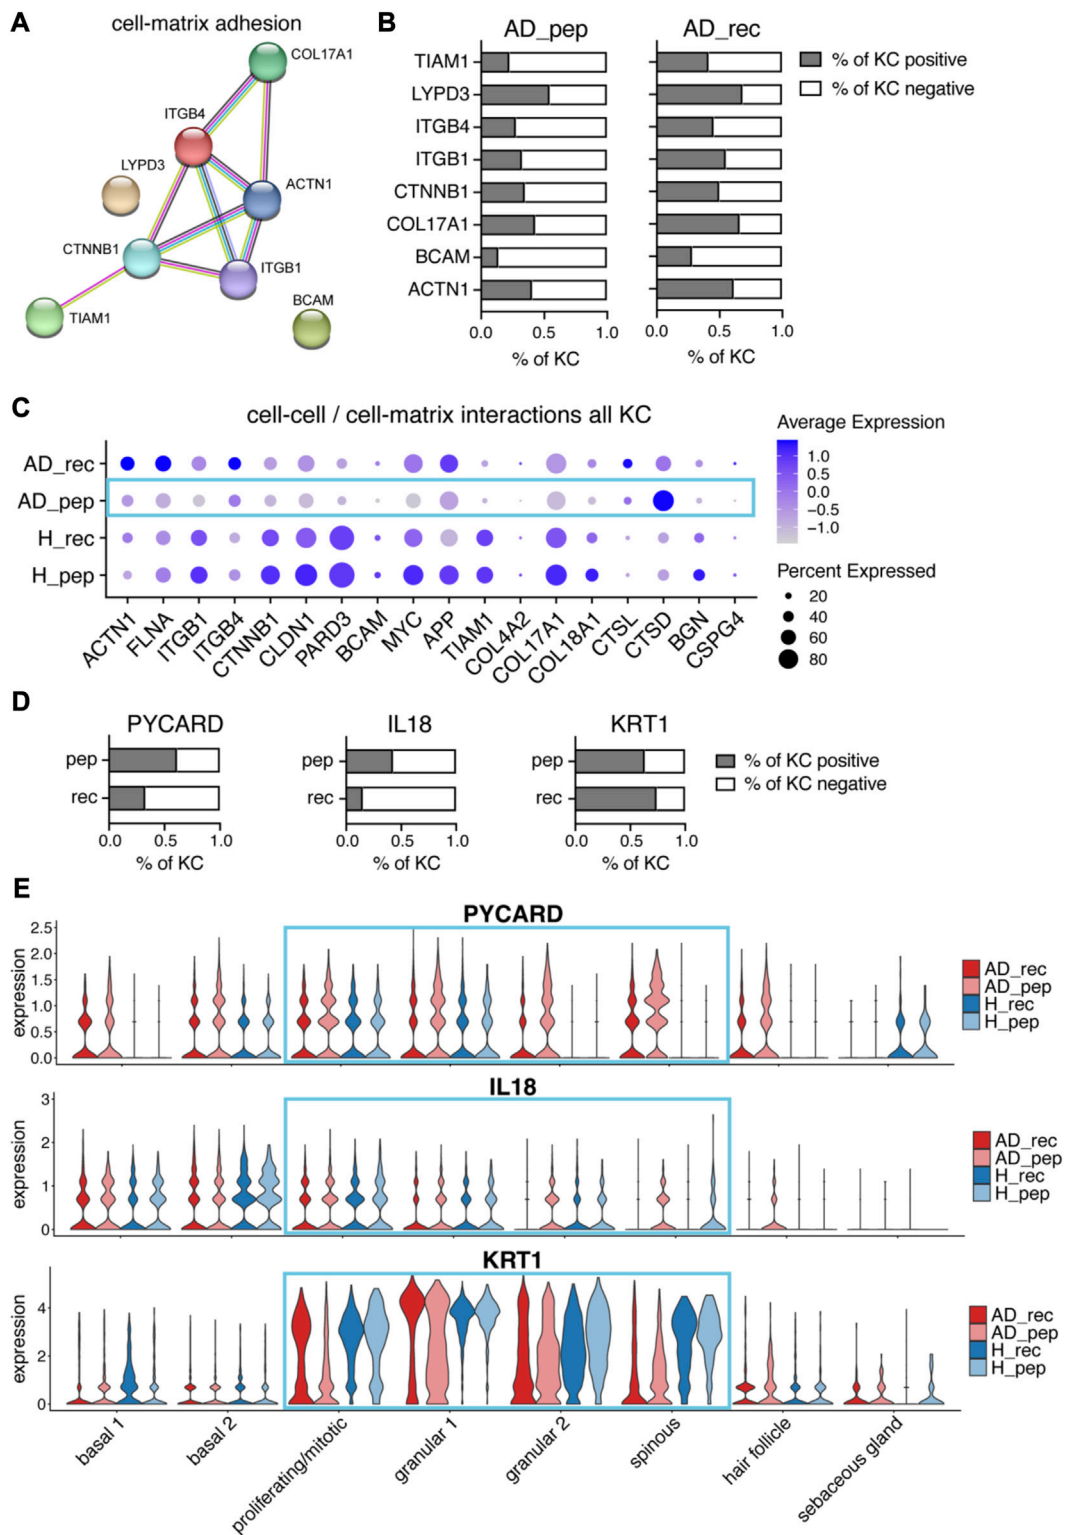 A
cell-matrix adhesion
COL17A1
ITGB4
LYPD3
ACTN1
CTNNB1
ITGB1
BCAM
TIAM1
B
AD_pep
AD_rec
TIAM1
LYPD3
ITGB4
ITGB1
CTNNB1
COL17A1
BCAM
ACTN1
0.0 0.5 1.0
% of KC
0.0 0.5 1.0
% of KC
% of KC positive
% of KC negative
C
cell-cell / cell-matrix interactions all KC
AD_rec
AD_pep
H_rec
H_pep
ACTN1 FLNA ITGB1 ITGB4 CTNNB1 CLDN1 PARD3 BCAM MYC APP TIAM1 COL4A2 COL17A1 COL18A1 CTSL CTSD BGN CSPG4
Average Expression
1.0
0.5
0.0
−0.5
−1.0
Percent Expressed
20
40
60
80
D
PYCARD
pep
rec
0.0 0.5 1.0
% of KC
IL18
pep
rec
0.0 0.5 1.0
% of KC
KRT1
pep
rec
0.0 0.5 1.0
% of KC
% of KC positive
% of KC negative
E
PYCARD
expression
2.5
2.0
1.5
1.0
0.5
0.0
AD_rec
AD_pep
H_rec
H_pep
IL18
expression
3
2
1
0
AD_rec
AD_pep
H_rec
H_pep
KRT1
expression
4
2
0
AD_rec
AD_pep
H_rec
H_pep
basal 1 basal 2 proliferating/mitotic granular 1 granular 2 spinous hair follicle sebaceous gland